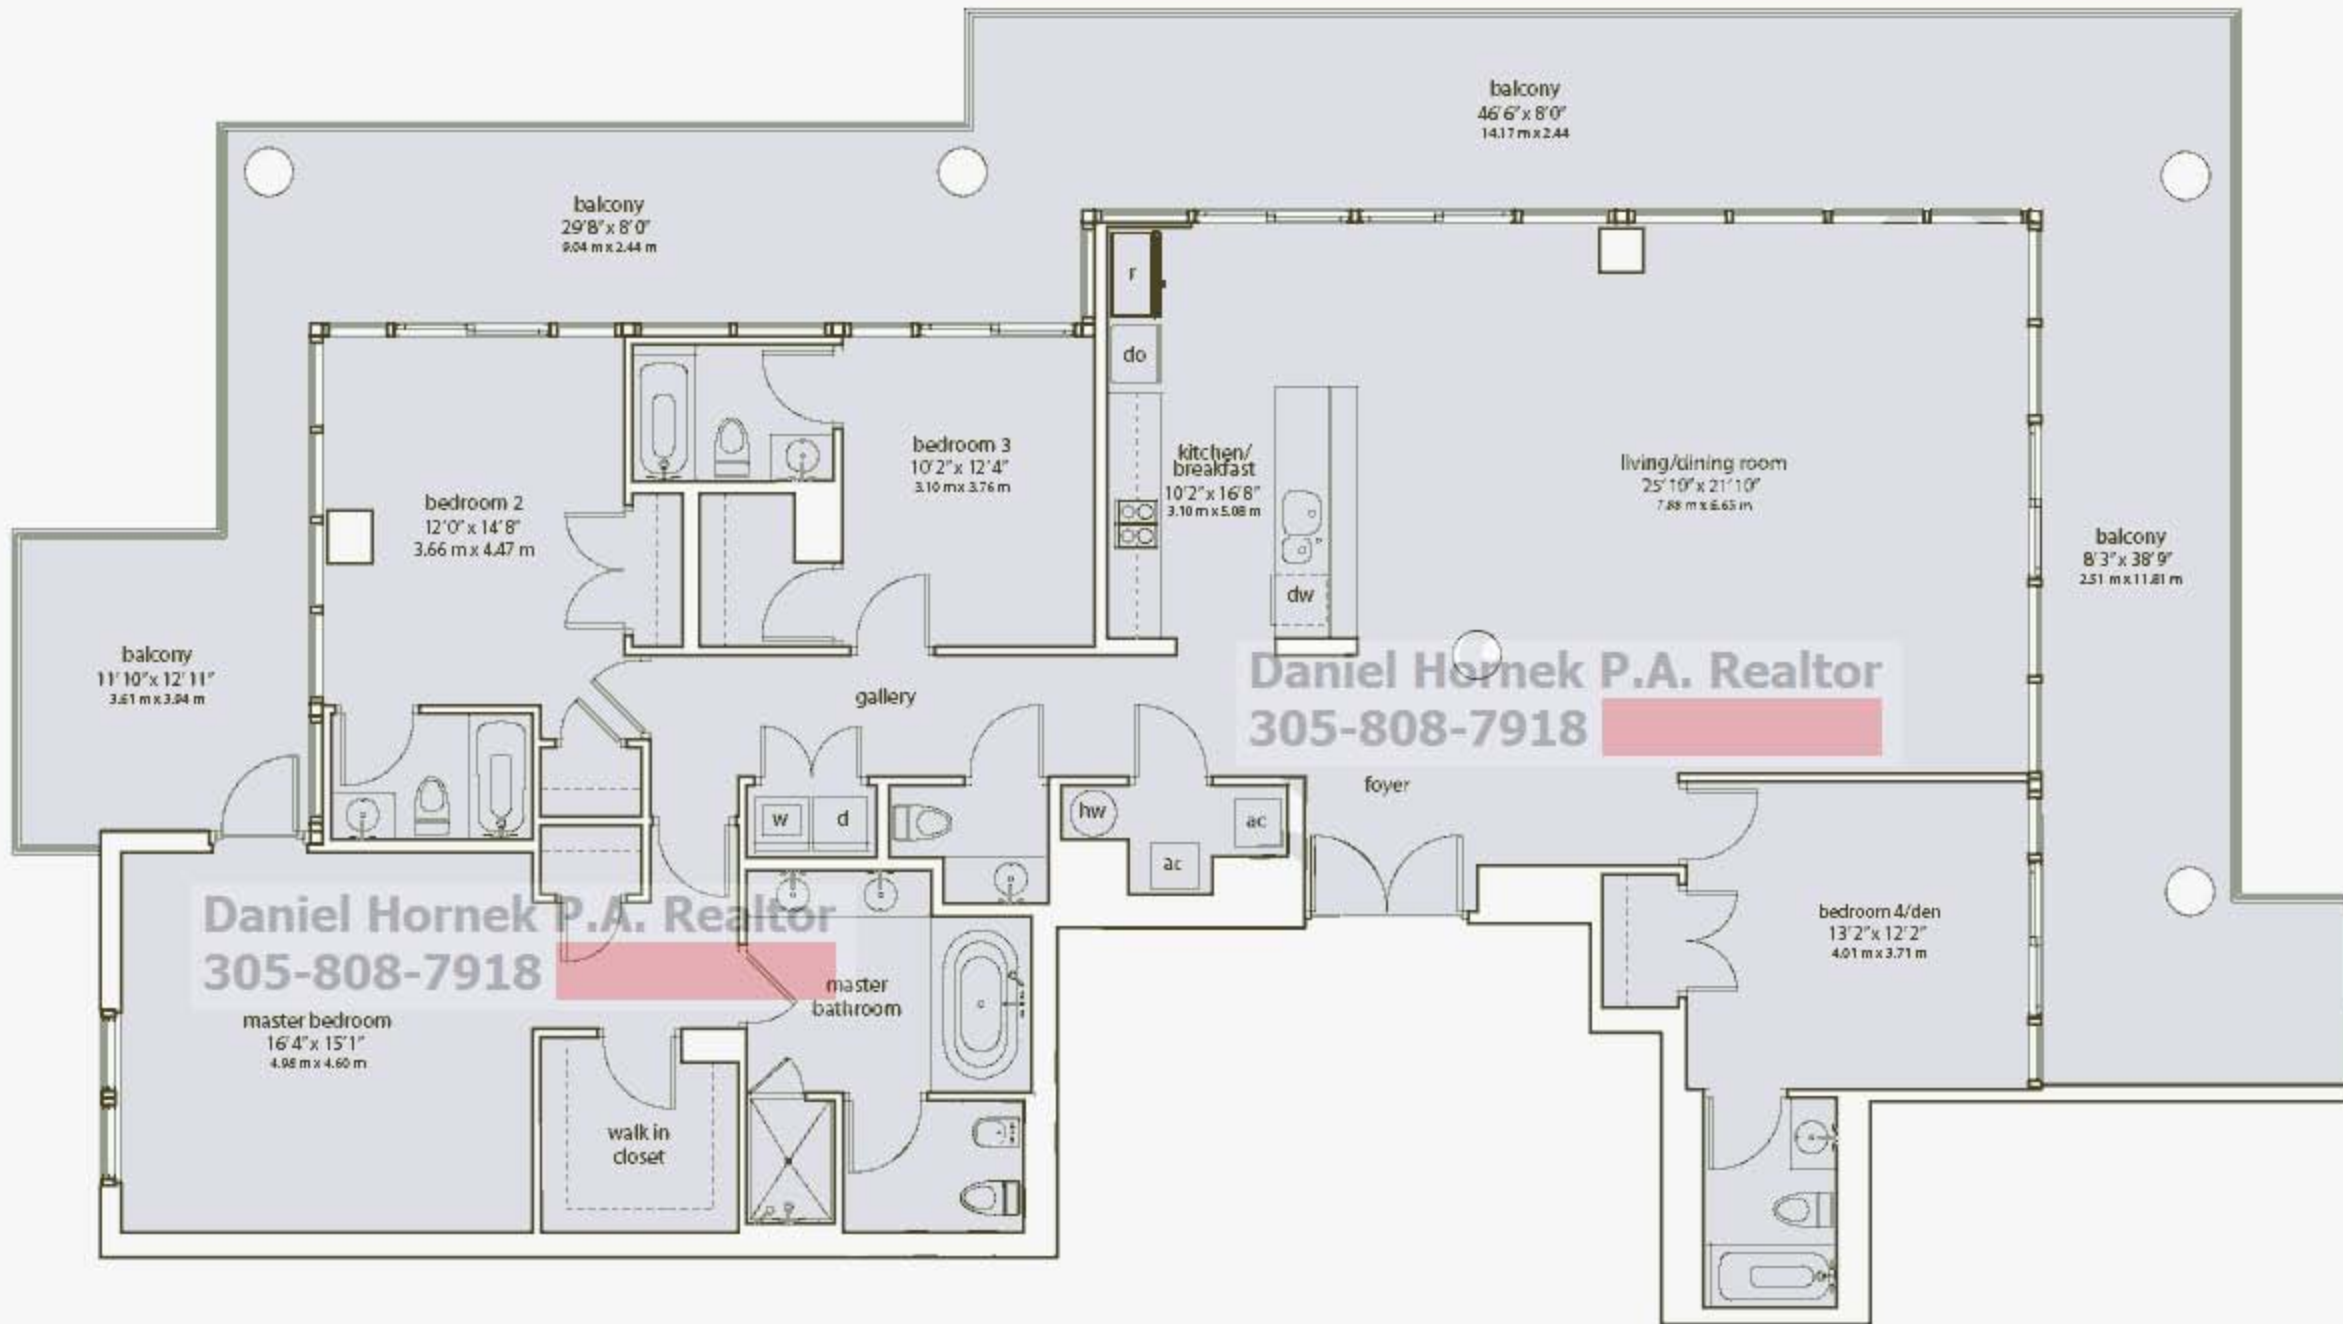 balcony
46'6" x 8'0"
14.17 m x 2.44
balcony
29'8" x 8'0"
9.04 m x 2.44 m
r
do
kitchen/
breakfast
10'2" x 16'8"
3.10 m x 5.08 m
dw
living/dining room
25'10" x 21'10"
7.88 m x 6.65 m
bedroom 3
10'2" x 12'4"
3.10 m x 3.76 m
bedroom 2
12'0" x 14'8"
3.66 m x 4.47 m
balcony
8'3" x 38'9"
2.51 m x 11.81 m
balcony
11'10" x 12'11"
3.61 m x 3.94 m
gallery
Daniel Hornek P.A. Realtor
305-808-7918
foyer
w
d
hw
ac
ac
bedroom 4/den
13'2" x 12'2"
4.01 m x 3.71 m
Daniel Hornek P.A. Realtor
305-808-7918
master
bathroom
master bedroom
16'4" x 15'1"
4.98 m x 4.60 m
walk in
closet